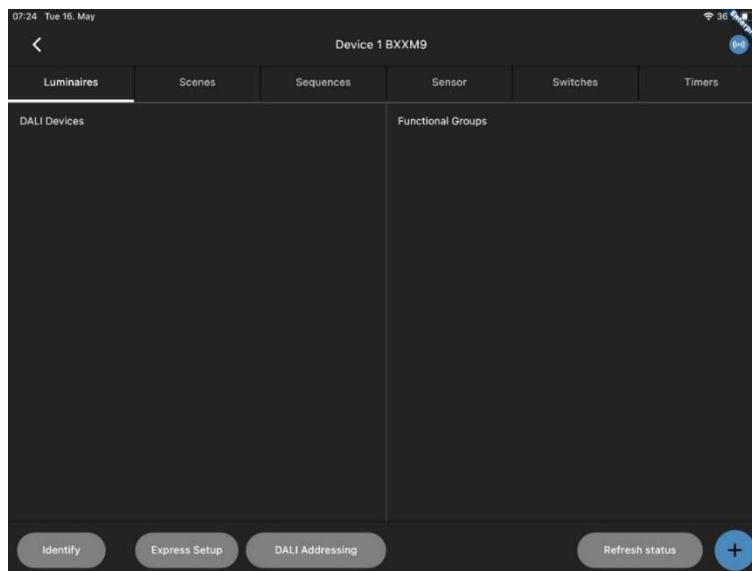 07:24 Tue 16. May
36
Device 1 BXXM9
Luminaires Scenes Sequences Sensor Switches Timers
DALI Devices Functional Groups
Identify Express Setup DALI Addressing Refresh status +